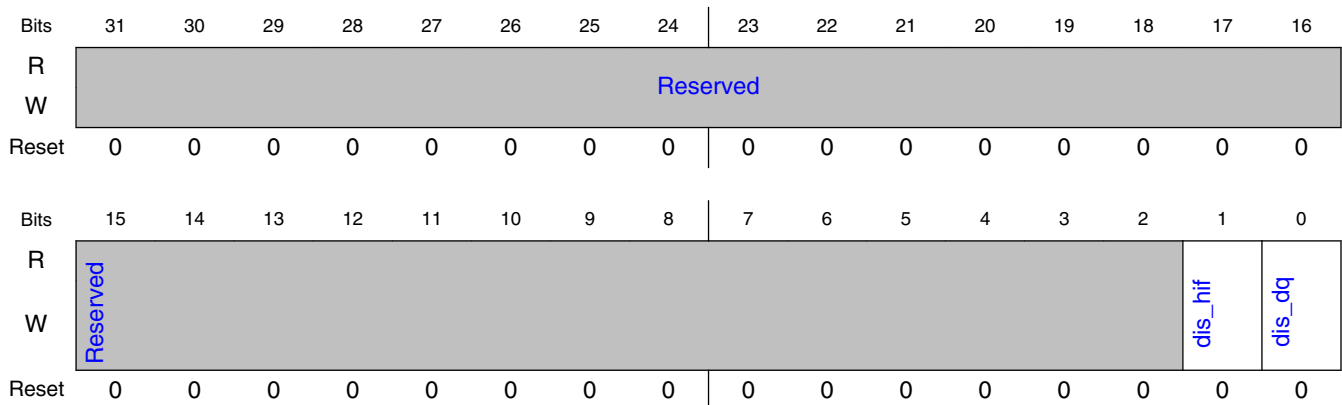 Bits 31 30 29 28 27 26 25 24 23 22 21 20 19 18 17 16
R
Reserved
W
Reset 0 0 0 0 0 0 0 0 0 0 0 0 0 0 0 0
Bits 15 14 13 12 11 10 9 8 7 6 5 4 3 2 1 0
R
W
Reserved
dis_hif
dis_dq
Reset 0 0 0 0 0 0 0 0 0 0 0 0 0 0 0 0